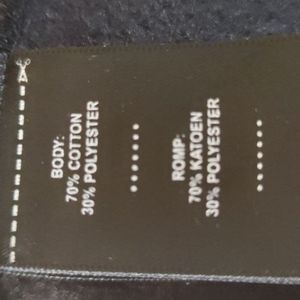 BODY:
70% COTTON
30% POLYESTER
ROMP:
70% KATOEN
30% POLYESTER